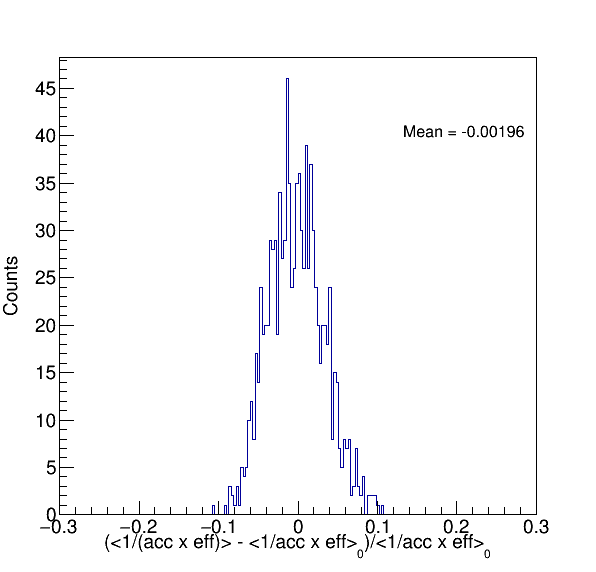 45
40
35
30
25
20
15
10
5
0
Counts
Mean = -0.00196
−0.3 −0.2 −0.1 0 0.1 0.2 0.3
(<1/(acc x eff)> - <1/acc x eff>₀)/<1/acc x eff>₀